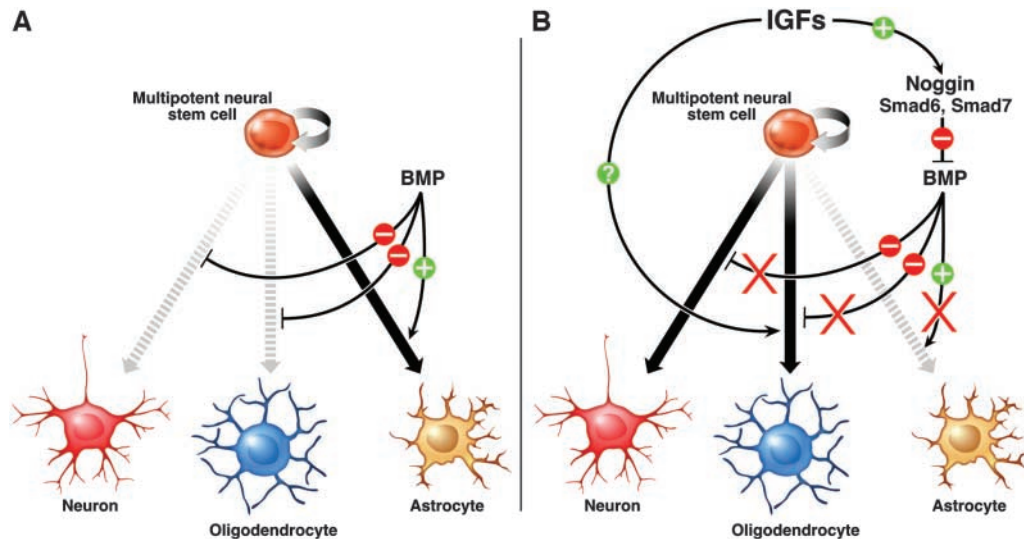 A
Multipotent neural
stem cell
BMP
−
−
+
Neuron
Oligodendrocyte
Astrocyte
B
IGFs
+
Noggin
Smad6, Smad7
−
Multipotent neural
stem cell
?
BMP
−
−
+
X
X
X
Neuron
Oligodendrocyte
Astrocyte